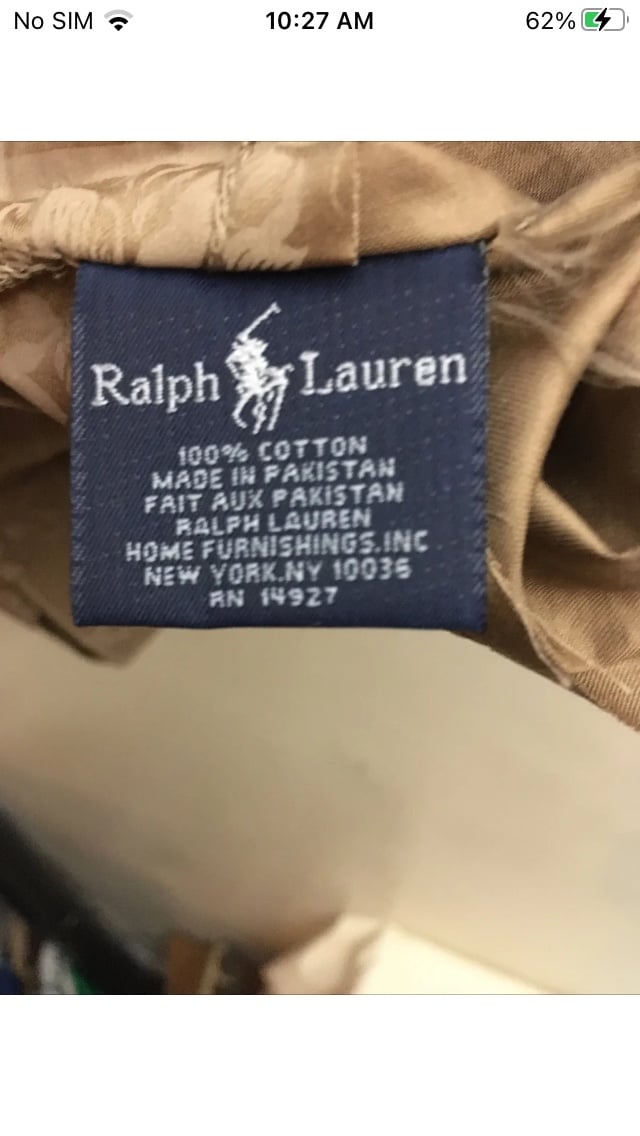 No SIM 10:27 AM 62%
Ralph Lauren
100% COTTON
MADE IN PAKISTAN
FAIT AUX PAKISTAN
RALPH LAUREN
HOME FURNISHINGS.INC
NEW YORK.NY 10036
RN 14927